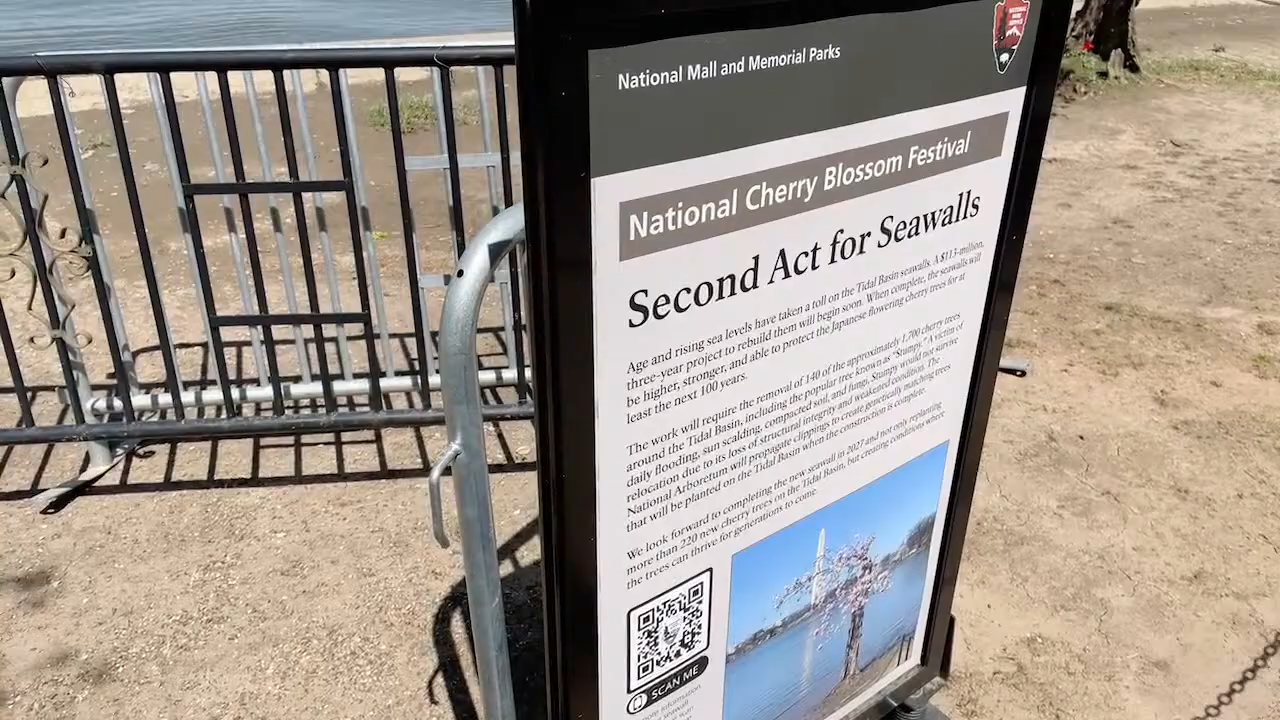 National Mall and Memorial Parks
NATIONAL PARK SERVICE
National Cherry Blossom Festival
Second Act for Seawalls
Age and rising sea levels have taken a toll on the Tidal Basin seawalls. A $113-million,
three-year project to rebuild them will begin soon. When complete, the seawalls will
be higher, stronger, and able to protect the Japanese flowering cherry trees for at
least the next 100 years.
The work will require the removal of 140 of the approximately 1,700 cherry trees
around the Tidal Basin, including the popular tree known as "Stumpy." A victim of
daily flooding, sun scalding, compacted soil, and fungi, Stumpy would not survive
relocation due to its loss of structural integrity and weakened condition. The
National Arboretum will propagate clippings to create genetically matching trees
that will be planted on the Tidal Basin when the construction is complete.
We look forward to completing the new seawall in 2027 and not only replanting
more than 220 new cherry trees on the Tidal Basin, but creating conditions where
the trees can thrive for generations to come.
SCAN ME
more information
seawall
scan